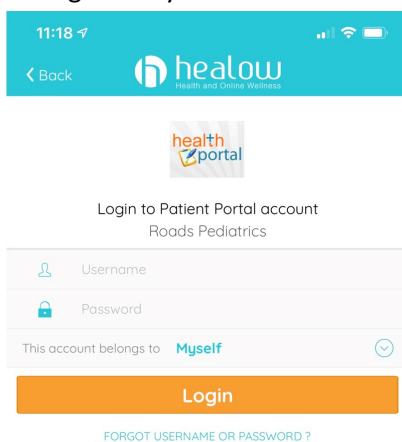 11:18
Back
healow
Health and Online Wellness
health
portal
Login to Patient Portal account
Roads Pediatrics
Username
Password
This account belongs to Myself
Login
FORGOT USERNAME OR PASSWORD ?